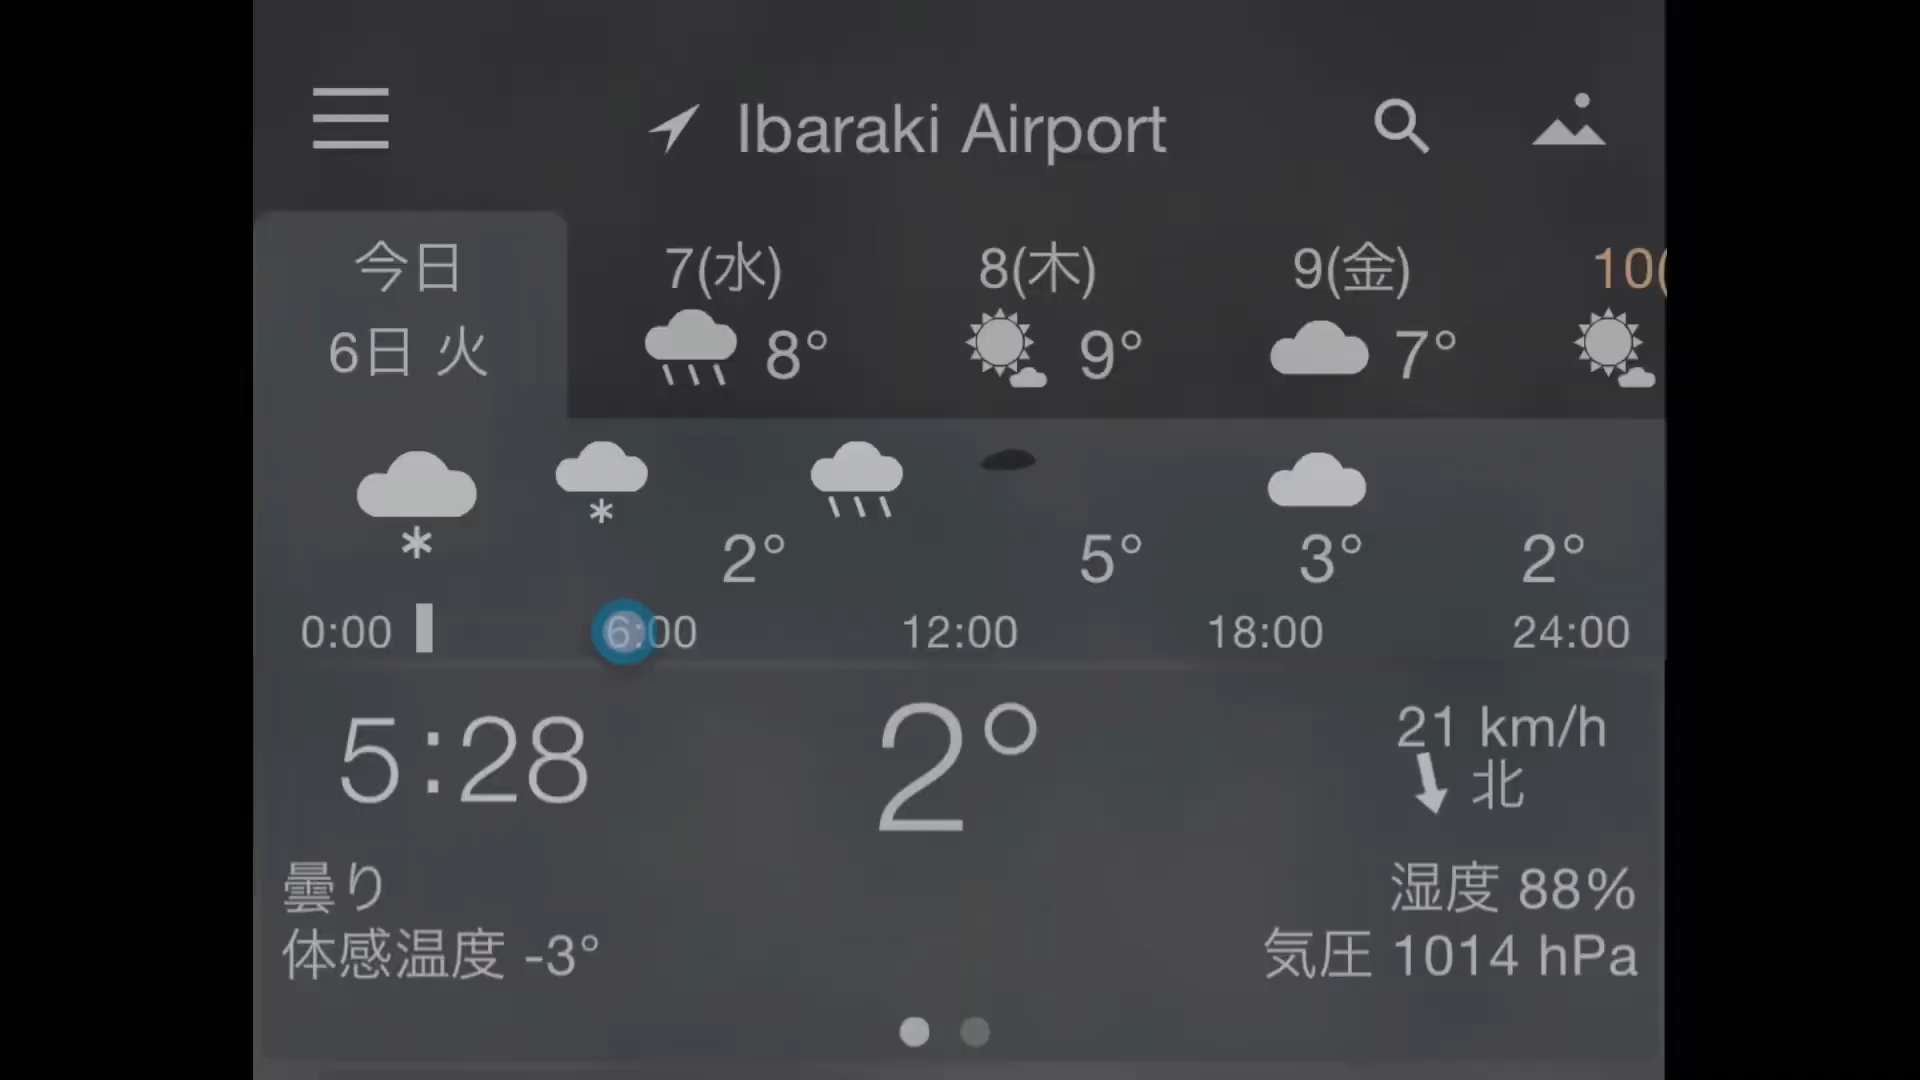 Ibaraki Airport
今日
6日 火
7(水)
8°
8(木)
9°
9(金)
7°
10(
2°
5°
3°
2°
0:00
6:00
12:00
18:00
24:00
5:28
2°
21 km/h
北
曇り
体感温度 -3°
湿度 88%
気圧 1014 hPa